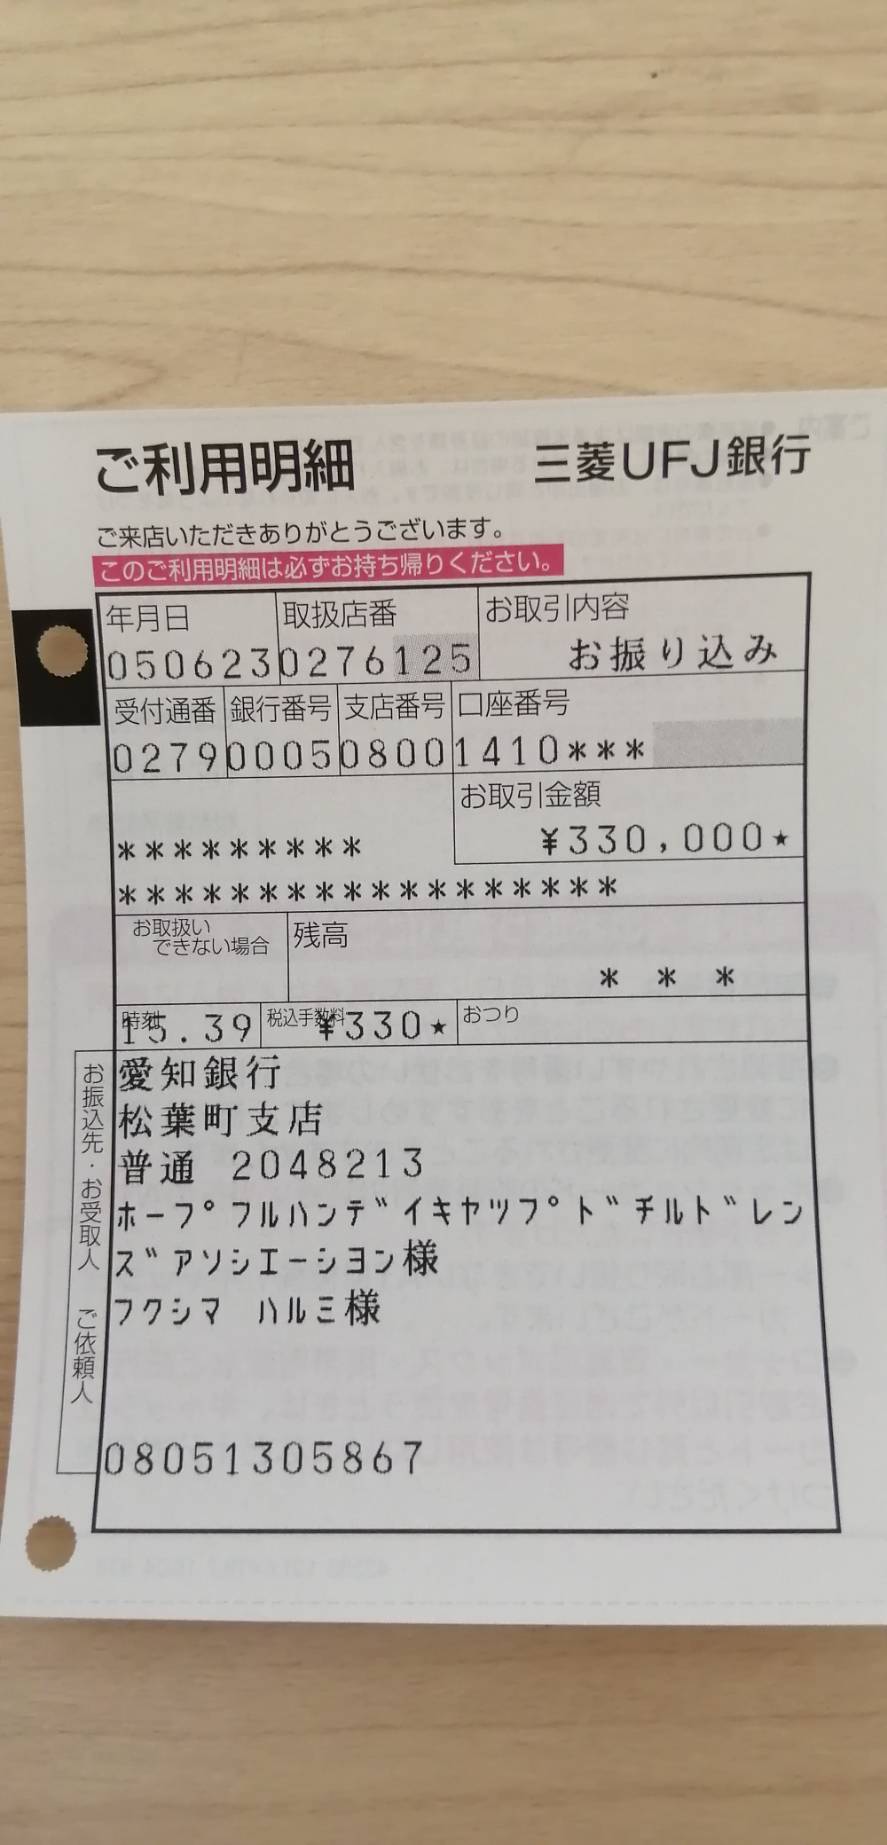 ご利用明細 三菱UFJ銀行
ご来店いただきありがとうございます。
このご利用明細は必ずお持ち帰りください。
年月日 取扱店番 お取引内容
050623 0276125 お振り込み
受付通番 銀行番号 支店番号 口座番号
0279 0005 0800 1410***
お取引金額
¥330,000★
*********
******************
お取扱いできない場合 残高
***
時刻 税込手数料 おつり
15.39 ¥330★
お振込先・お受取人 ご依頼人
愛知銀行
松葉町支店
普通 2048213
ホープフルハンディキャップドチルドレン
ズアソシエーション様
フクシマ ハルミ様
08051305867